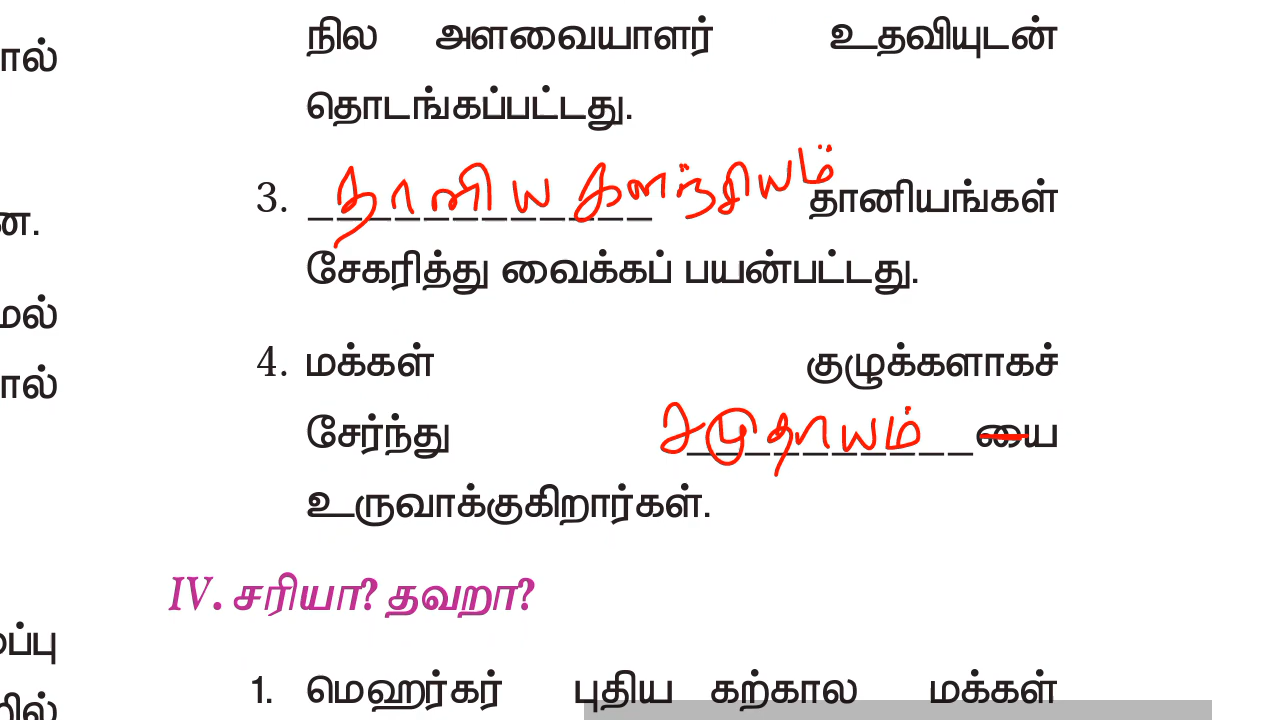 ால்
ன.
மல்
ால்
ப்பு
நில அளவையாளர் உதவியுடன்
தொடங்கப்பட்டது.
3. தானிய களஞ்சியம் தானியங்கள்
சேகரித்து வைக்கப் பயன்பட்டது.
4. மக்கள் குழுக்களாகச்
சேர்ந்து சமுதாயம் யை
உருவாக்குகிறார்கள்.
IV. சரியா? தவறா?
1. மெஹர்கர் புதிய கற்கால மக்கள்